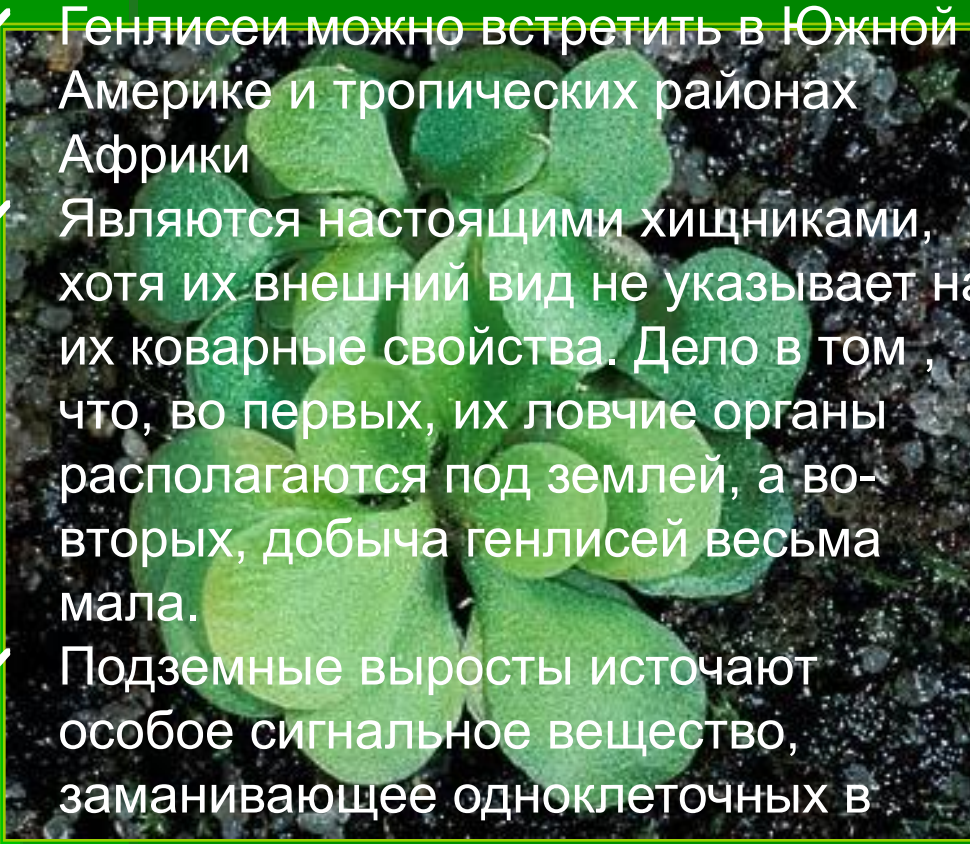 Генлисеи можно встретить в Южной
Америке и тропических районах
Африки
Являются настоящими хищниками,
хотя их внешний вид не указывает на
их коварные свойства. Дело в том ,
что, во первых, их ловчие органы
располагаются под землей, а во-
вторых, добыча генлисей весьма
мала.
Подземные выросты источают
особое сигнальное вещество,
заманивающее одноклеточных в